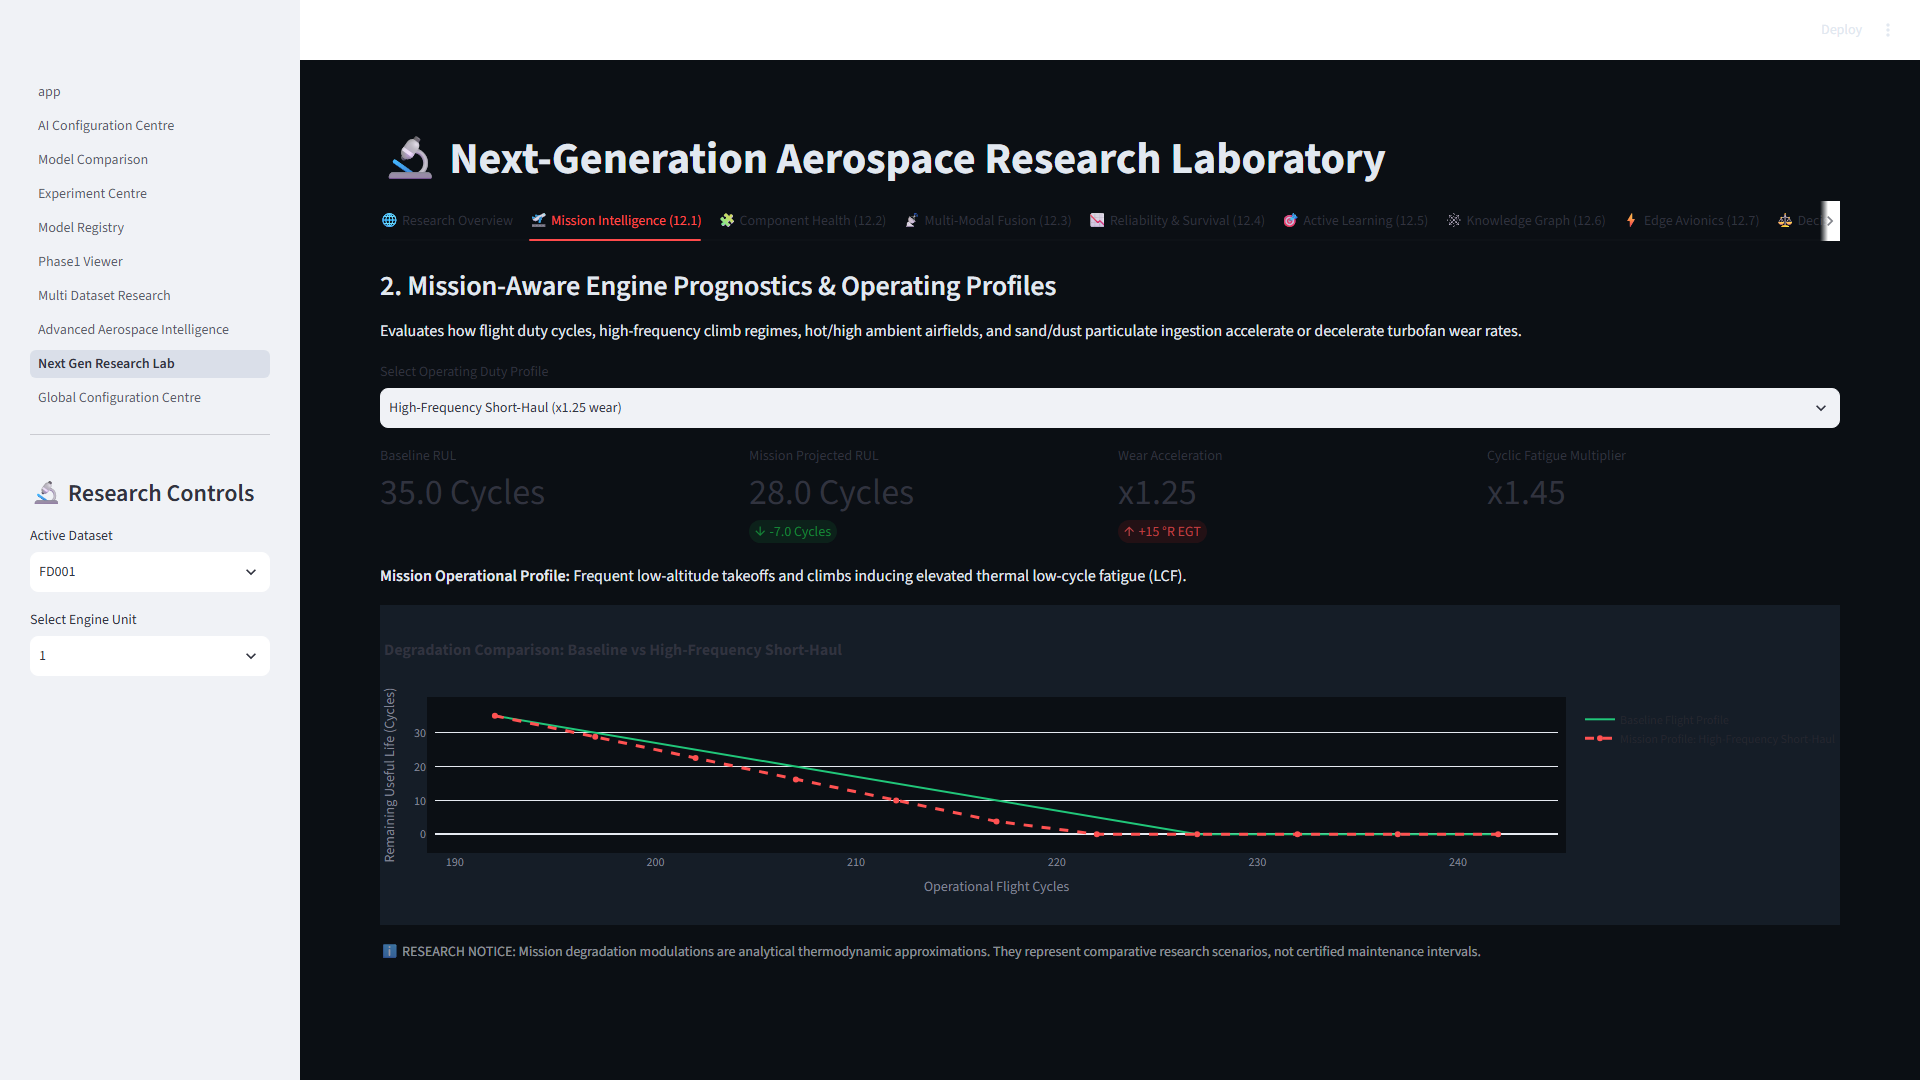 Deploy
app
AI Configuration Centre
Model Comparison
Experiment Centre
Model Registry
Phase1 Viewer
Multi Dataset Research
Advanced Aerospace Intelligence
Next Gen Research Lab
Global Configuration Centre
Research Controls
Active Dataset
FD001
Select Engine Unit
1
Next-Generation Aerospace Research Laboratory
Research Overview Mission Intelligence (12.1) Component Health (12.2) Multi-Modal Fusion (12.3) Reliability & Survival (12.4) Active Learning (12.5) Knowledge Graph (12.6) Edge Avionics (12.7)
2. Mission-Aware Engine Prognostics & Operating Profiles
Evaluates how flight duty cycles, high-frequency climb regimes, hot/high ambient airfields, and sand/dust particulate ingestion accelerate or decelerate turbofan wear rates.
Select Operating Duty Profile
High-Frequency Short-Haul (x1.25 wear)
Baseline RUL Mission Projected RUL Wear Acceleration Cyclic Fatigue Multiplier
35.0 Cycles 28.0 Cycles x1.25 x1.45
↓ -7.0 Cycles ↑ +15 °R EGT
Mission Operational Profile: Frequent low-altitude takeoffs and climbs inducing elevated thermal low-cycle fatigue (LCF).
Degradation Comparison: Baseline vs High-Frequency Short-Haul
Remaining Useful Life (Cycles)
30
20
10
0
190 200 210 220 230 240
Operational Flight Cycles
Baseline Flight Profile
Mission Profile: High-Frequency Short-Haul
RESEARCH NOTICE: Mission degradation modulations are analytical thermodynamic approximations. They represent comparative research scenarios, not certified maintenance intervals.